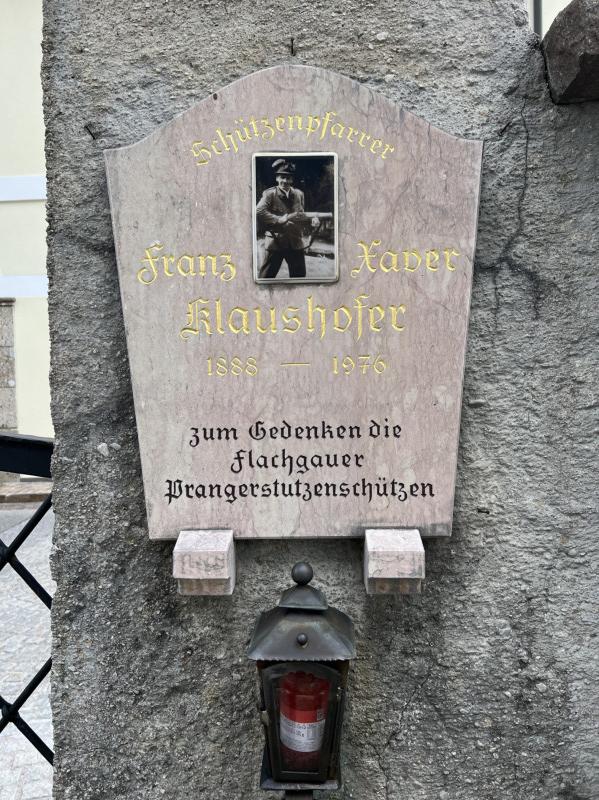 Schützenpfarrer
Franz Xaver
Klaushofer
1888 — 1976
zum Gedenken die
Flachgauer
Prangerstutzenschützen